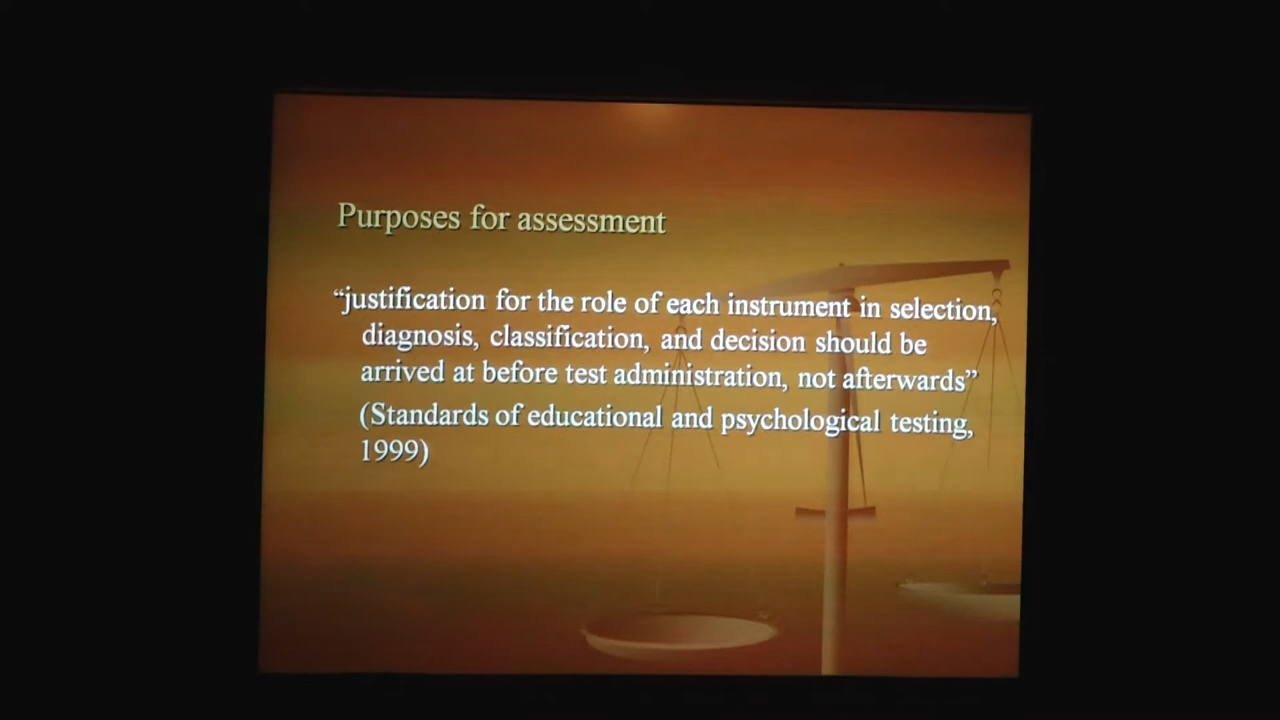 Purposes for assessment
“justification for the role of each instrument in selection,
diagnosis, classification, and decision should be
arrived at before test administration, not afterwards”
(Standards of educational and psychological testing,
1999)